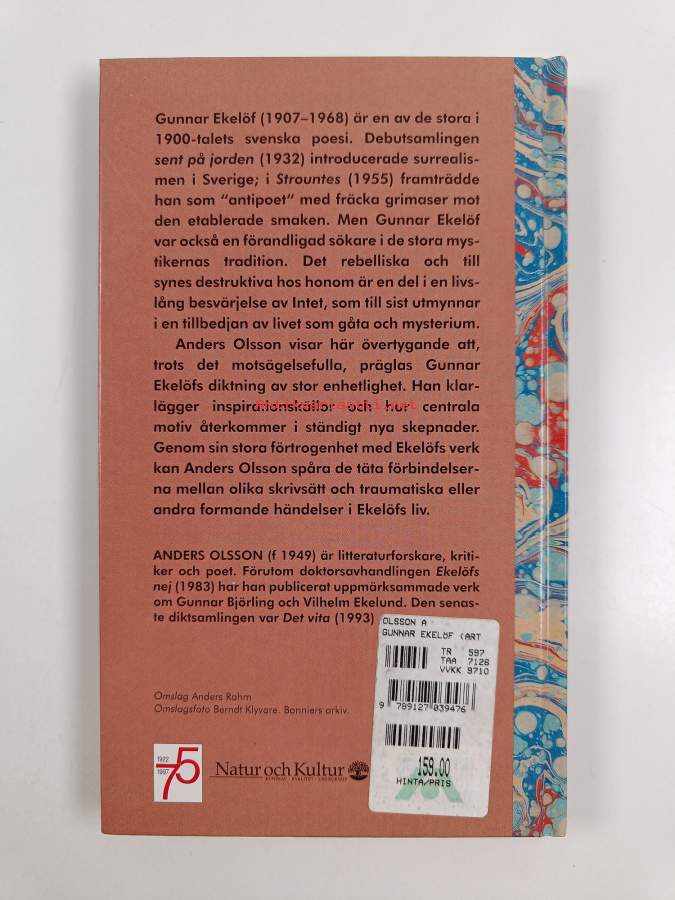 Gunnar Ekelöf (1907–1968) är en av de stora i
1900-talets svenska poesi. Debutsamlingen
sent på jorden (1932) introducerade surrealis-
men i Sverige; i Strountes (1955) framträdde
han som “antipoet“ med fräcka grimaser mot
den etablerade smaken. Men Gunnar Ekelöf
var också en förandligad sökare i de stora mys-
tikernas tradition. Det rebelliska och till
synes destruktiva hos honom är en del i en livs-
lång besvärjelse av Intet, som till sist utmynnar
i en tillbedjan av livet som gåta och mysterium.
Anders Olsson visar här övertygande att,
trots det motsägelsefulla, präglas Gunnar
Ekelöfs diktning av stor enhetlighet. Han klar-
lägger inspirationskällor och hur centrala
motiv återkommer i ständigt nya skepnader.
Genom sin stora förtrogenhet med Ekelöfs verk
kan Anders Olsson spåra de täta förbindelser-
na mellan olika skrivsätt och traumatiska eller
andra formande händelser i Ekelöfs liv.
ANDERS OLSSON (f 1949) är litteraturforskare, kriti-
ker och poet. Förutom doktorsavhandlingen Ekelöfs
nej (1983) har han publicerat uppmärksammade verk
om Gunnar Björling och Vilhelm Ekelund. Den senas-
te diktsamlingen var Det vita (1993)
OLSSON A
GUNNAR EKELÖF (ART
TR 597
TAA 7126
VVKK 9710
9 789127 039476
159.00
HINTA/PRIS
Omslag Anders Rahm
Omslagsfoto Berndt Klyvare. Bonniers arkiv.
1922
1997
75
Natur och Kultur